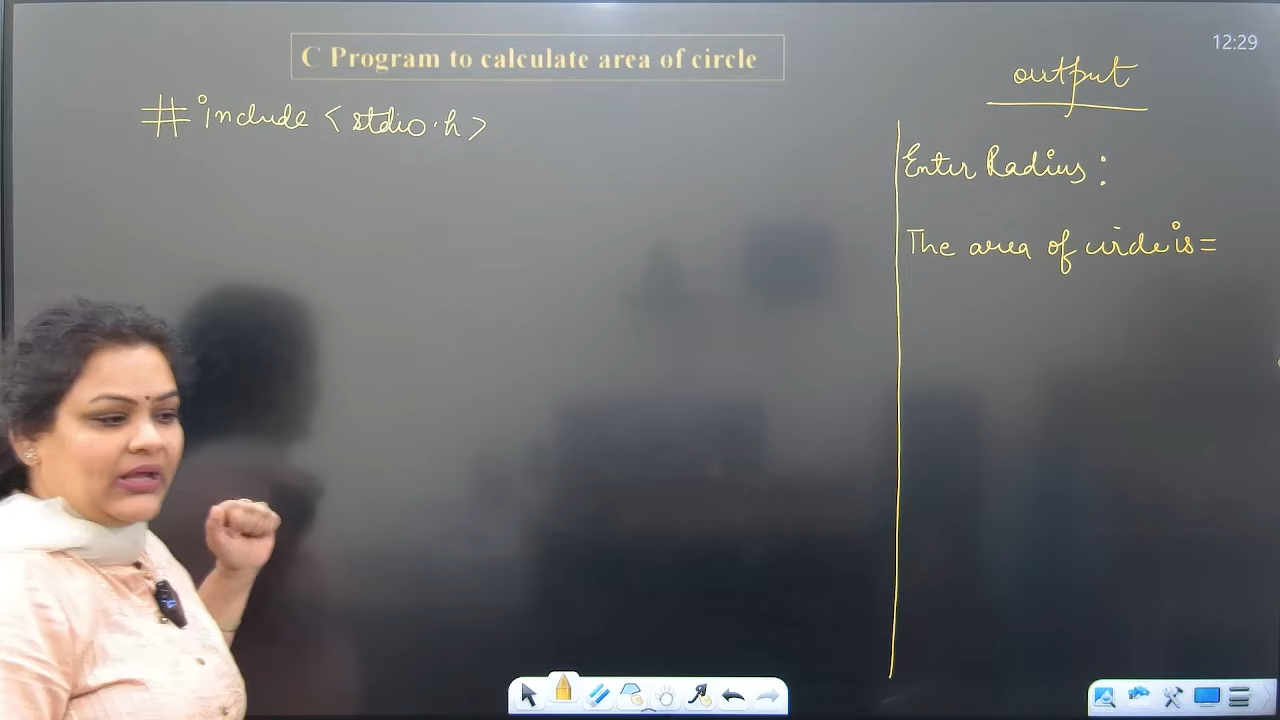 C Program to calculate area of circle
12:29
output
# include < stdio.h >
Enter Radius :
The area of circle is =